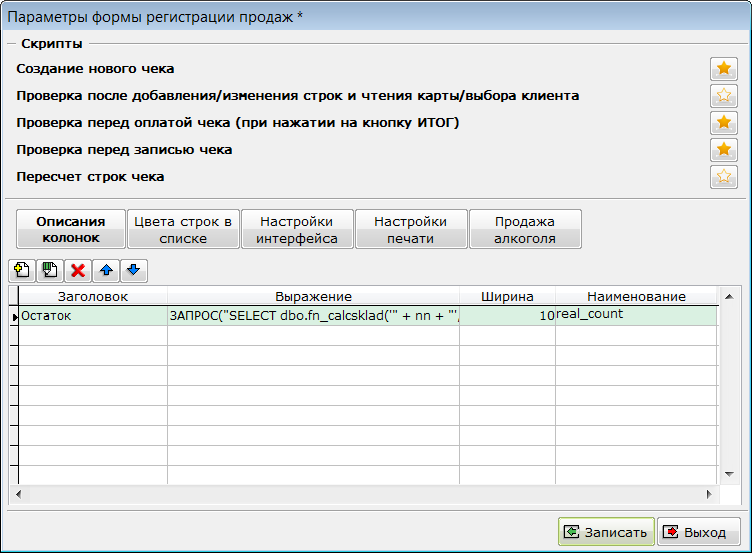 Параметры формы регистрации продаж *
Скрипты
Создание нового чека
Проверка после добавления/изменения строк и чтения карты/выбора клиента
Проверка перед оплатой чека (при нажатии на кнопку ИТОГ)
Проверка перед записью чека
Пересчет строк чека
Описания колонок
Цвета строк в списке
Настройки интерфейса
Настройки печати
Продажа алкоголя
Заголовок Выражение Ширина Наименование
Остаток ЗАПРОС("SELECT dbo.fn_calcsklad('" + nn + "', 10 real_count
Записать Выход